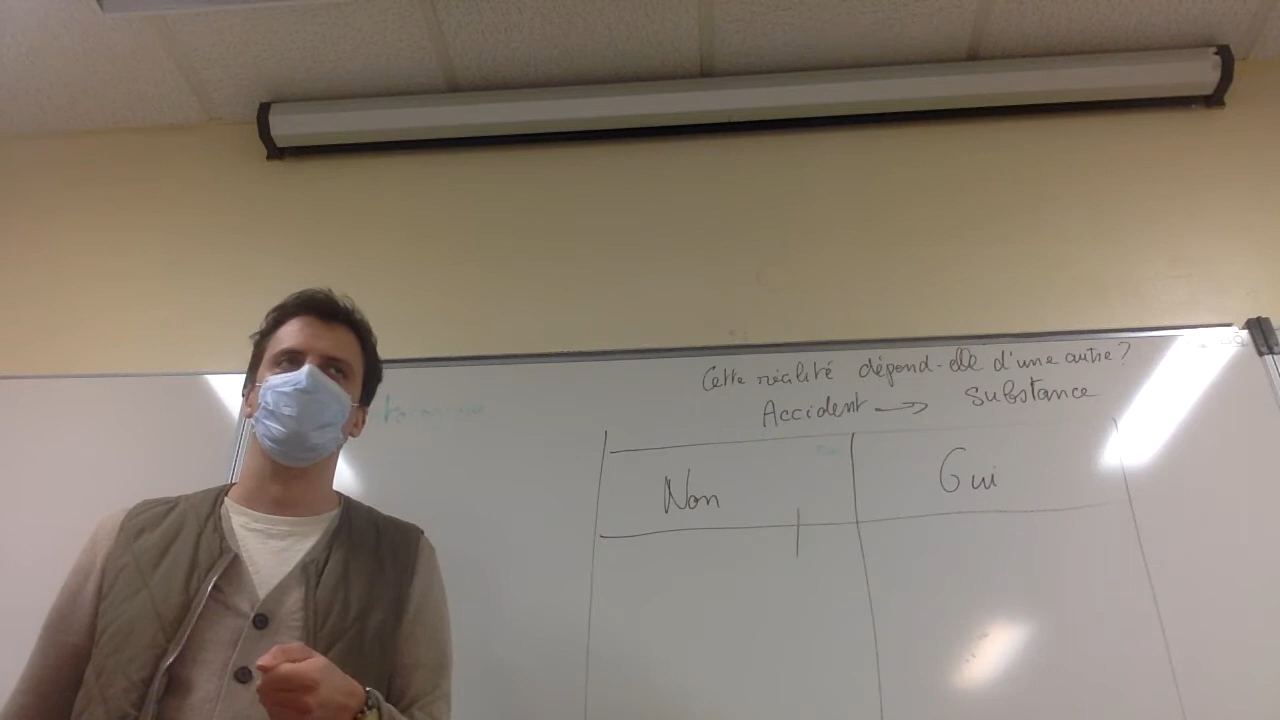 Cette réalité dépend-elle d'une autre ?
Accident → substance
Non Oui